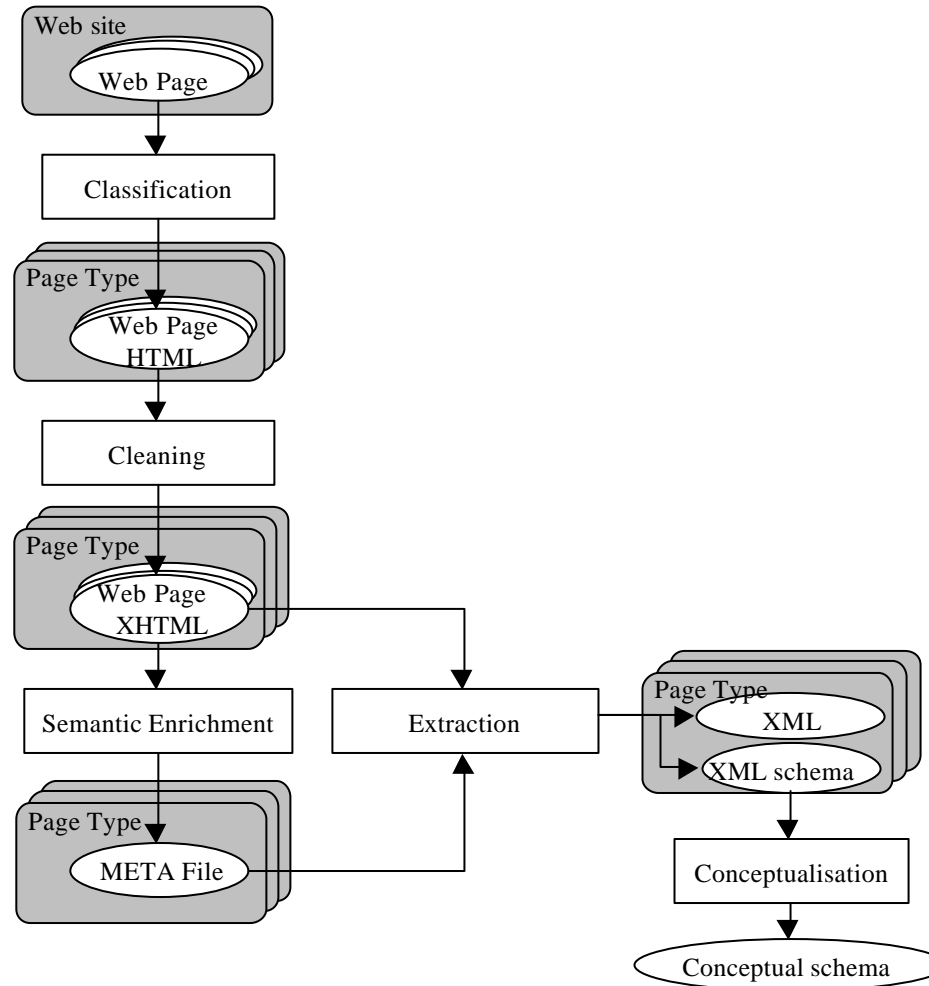 Web site
Web Page
Classification
Page Type
Web Page
HTML
Cleaning
Page Type
Web Page
XHTML
Semantic Enrichment
Extraction
Page Type
XML
XML schema
Page Type
META File
Conceptualisation
Conceptual schema